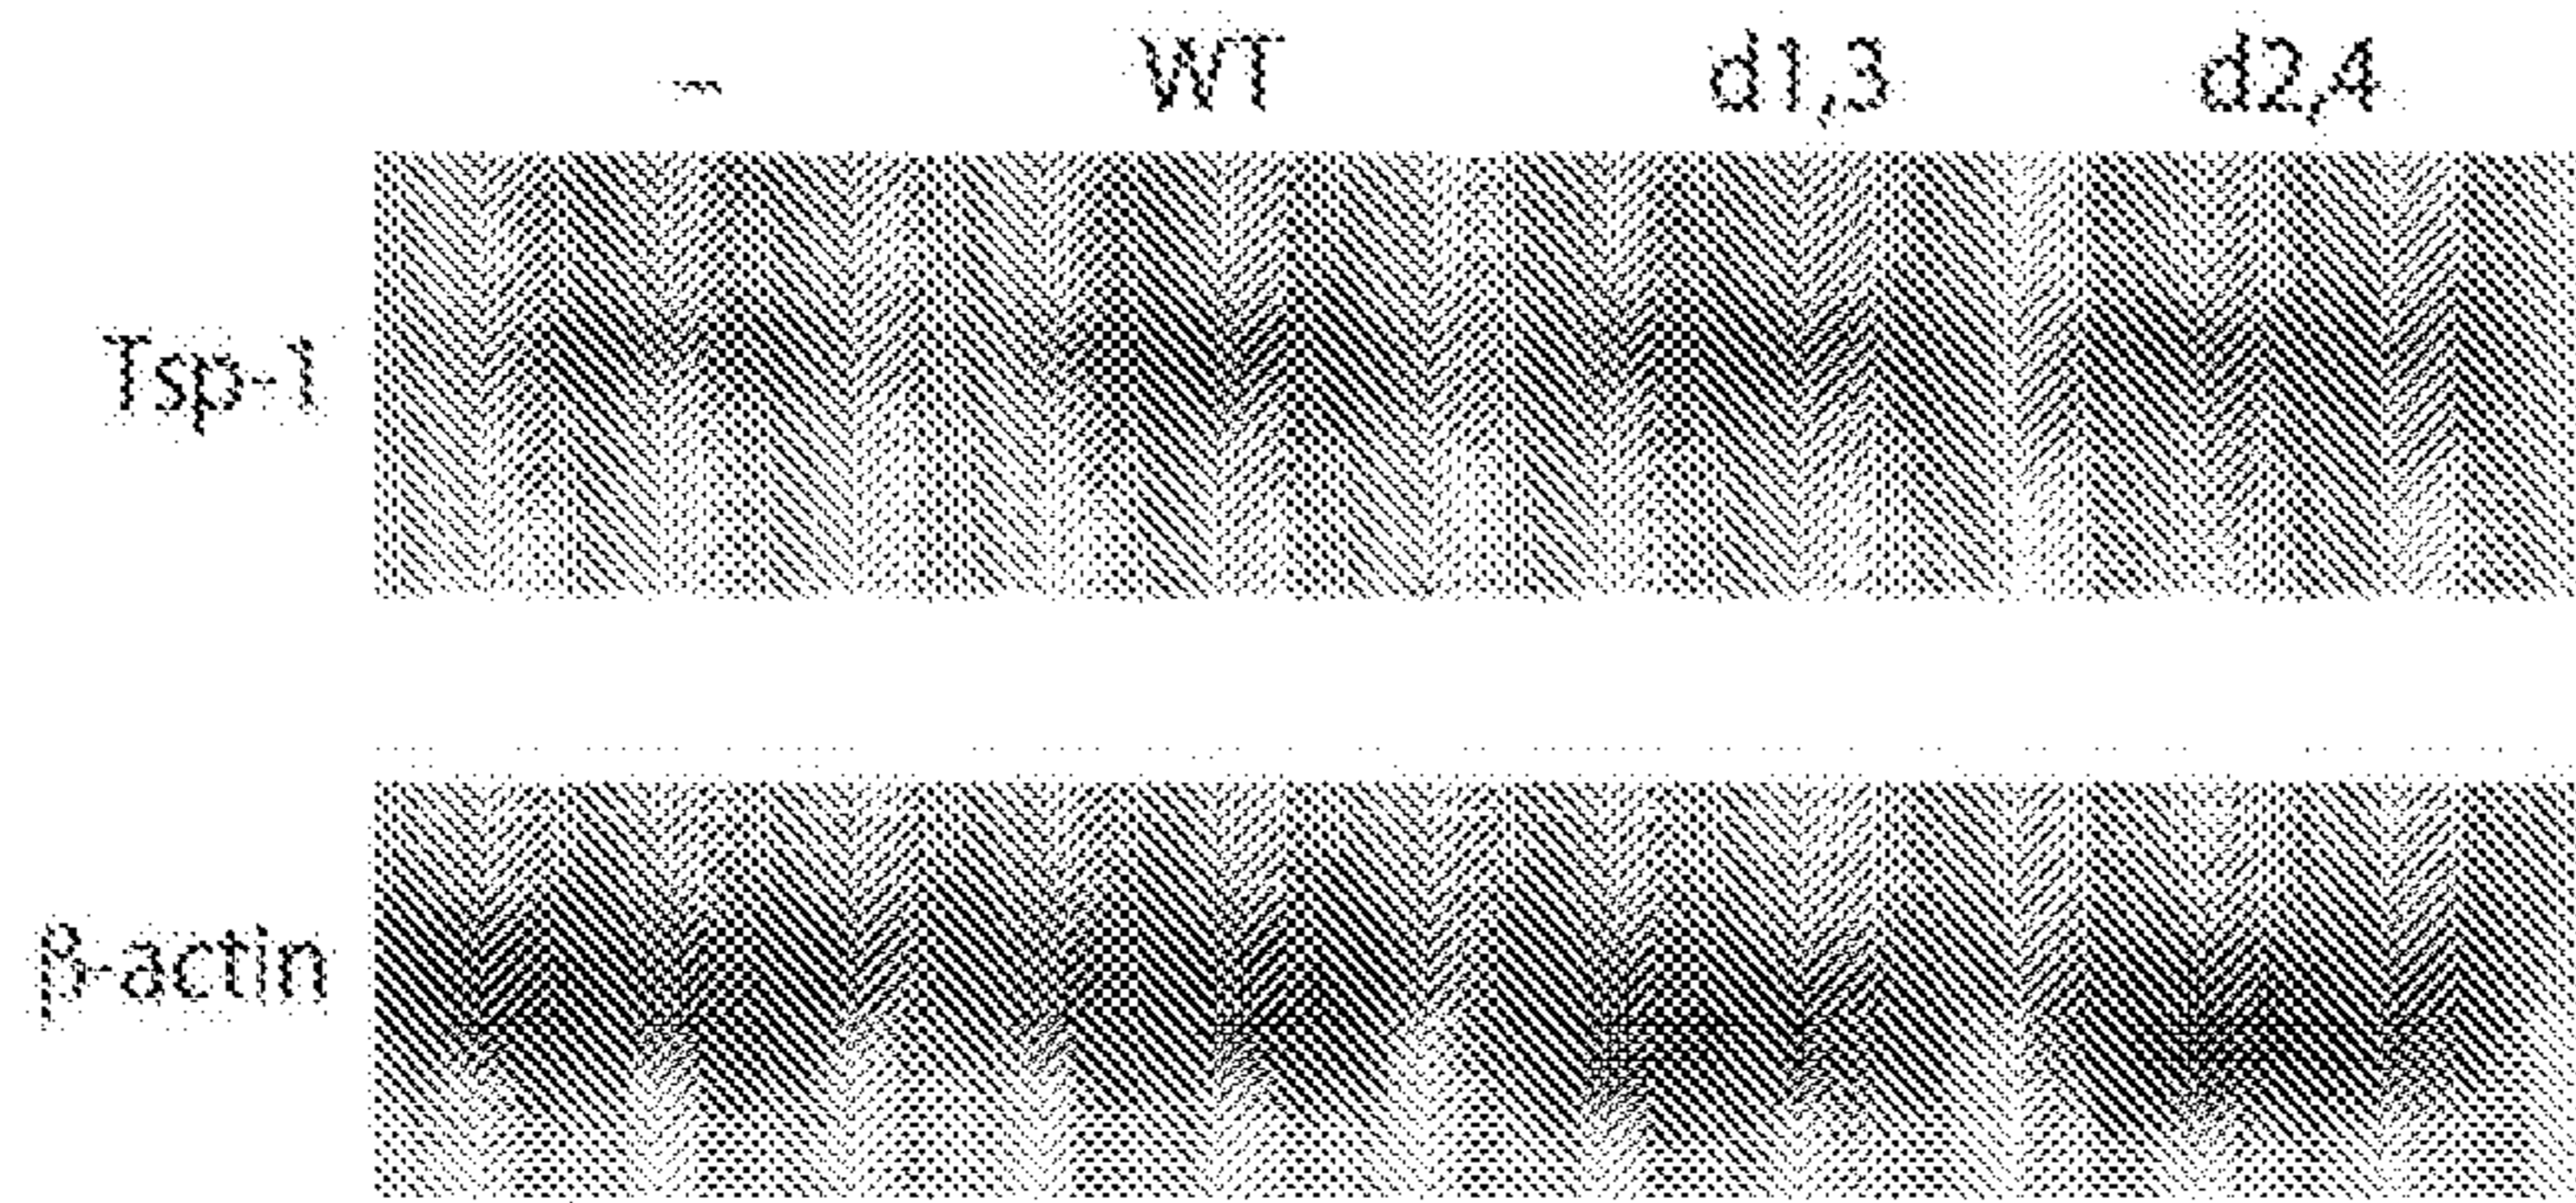 - WT d1,3 d2,4
Tsp-1
β-actin